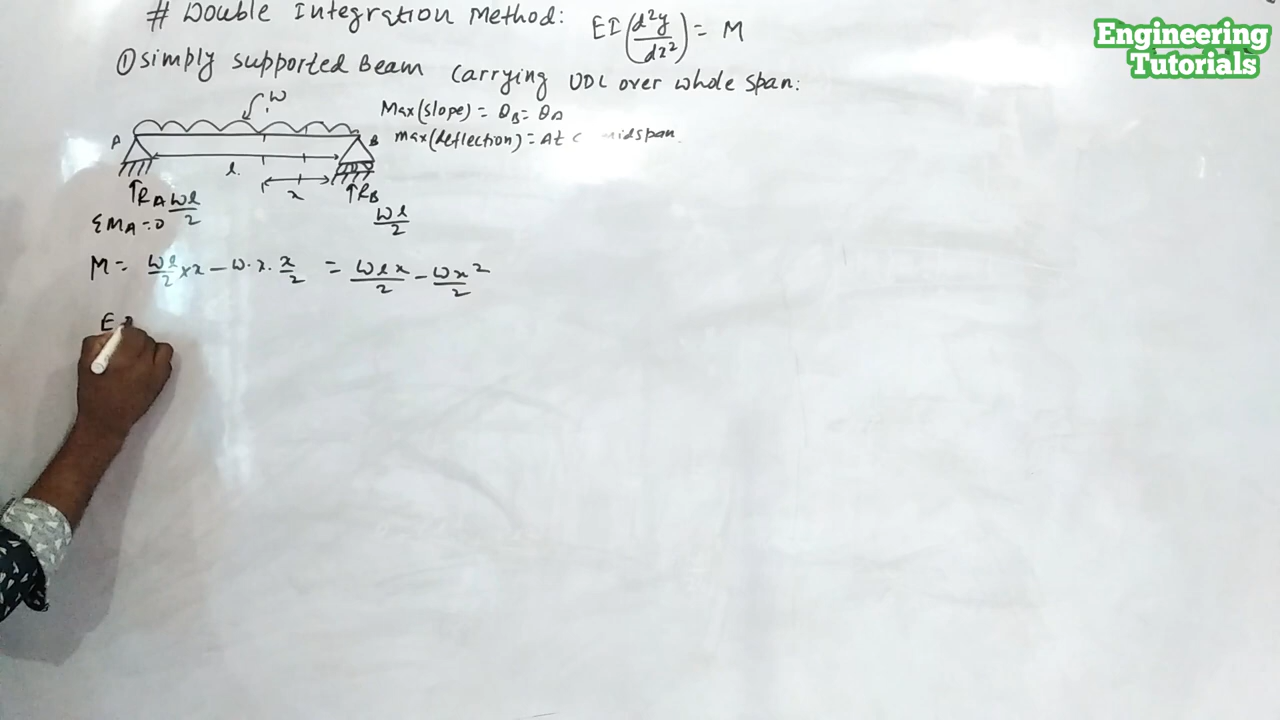 # Double Integration Method: EI(d²y/dx²) = M
Engineering Tutorials
① Simply supported Beam carrying UDL over whole span:
w
Max(slope) = θB = θA
A B
max(deflection) = At c midspan.
l
x
↑RA wl/2 ↑RB
wl/2
ΣMA = 0
M = wl/2 × x − w·x·x/2 = wlx/2 − wx²/2
E